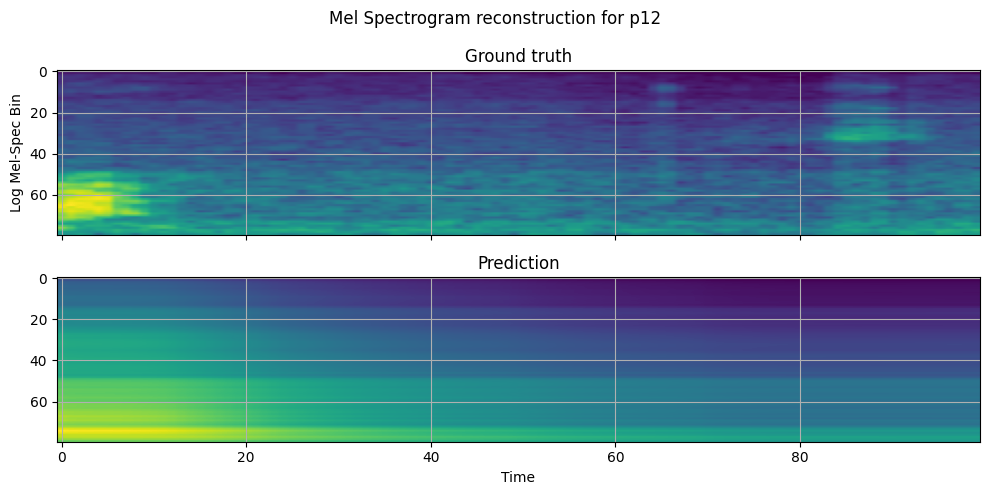 Mel Spectrogram reconstruction for p12
Ground truth
0
20
40
60
Log Mel-Spec Bin
Prediction
0
20
40
60
0 20 40 60 80
Time